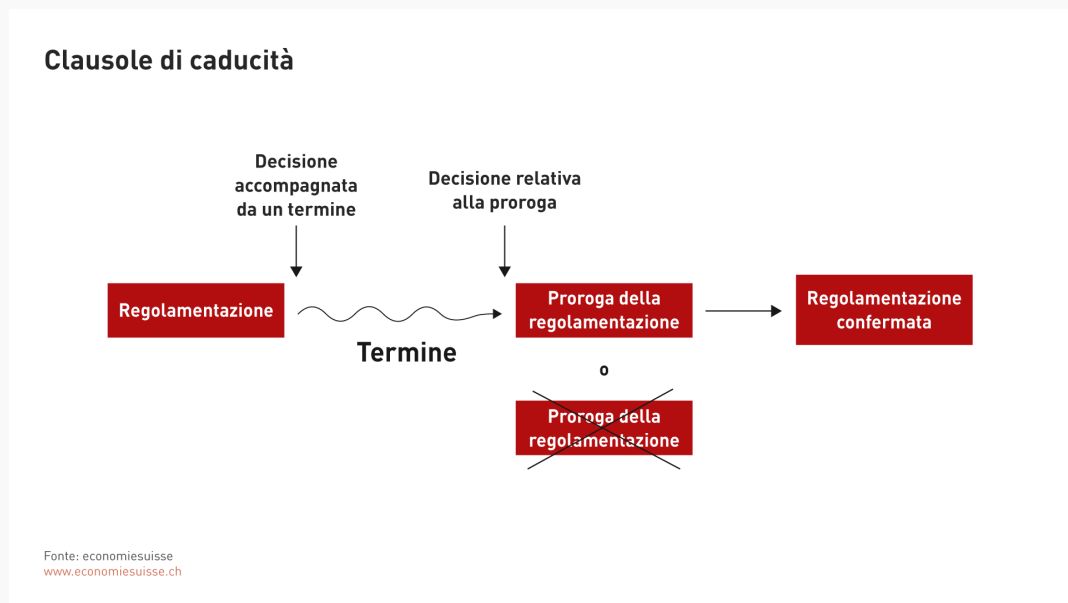 Clausole di caducità
Decisione
accompagnata
da un termine
Decisione relativa
alla proroga
Regolamentazione
Termine
Proroga della
regolamentazione
Regolamentazione
confermata
o
Proroga della
regolamentazione
Fonte: economiesuisse
www.economiesuisse.ch